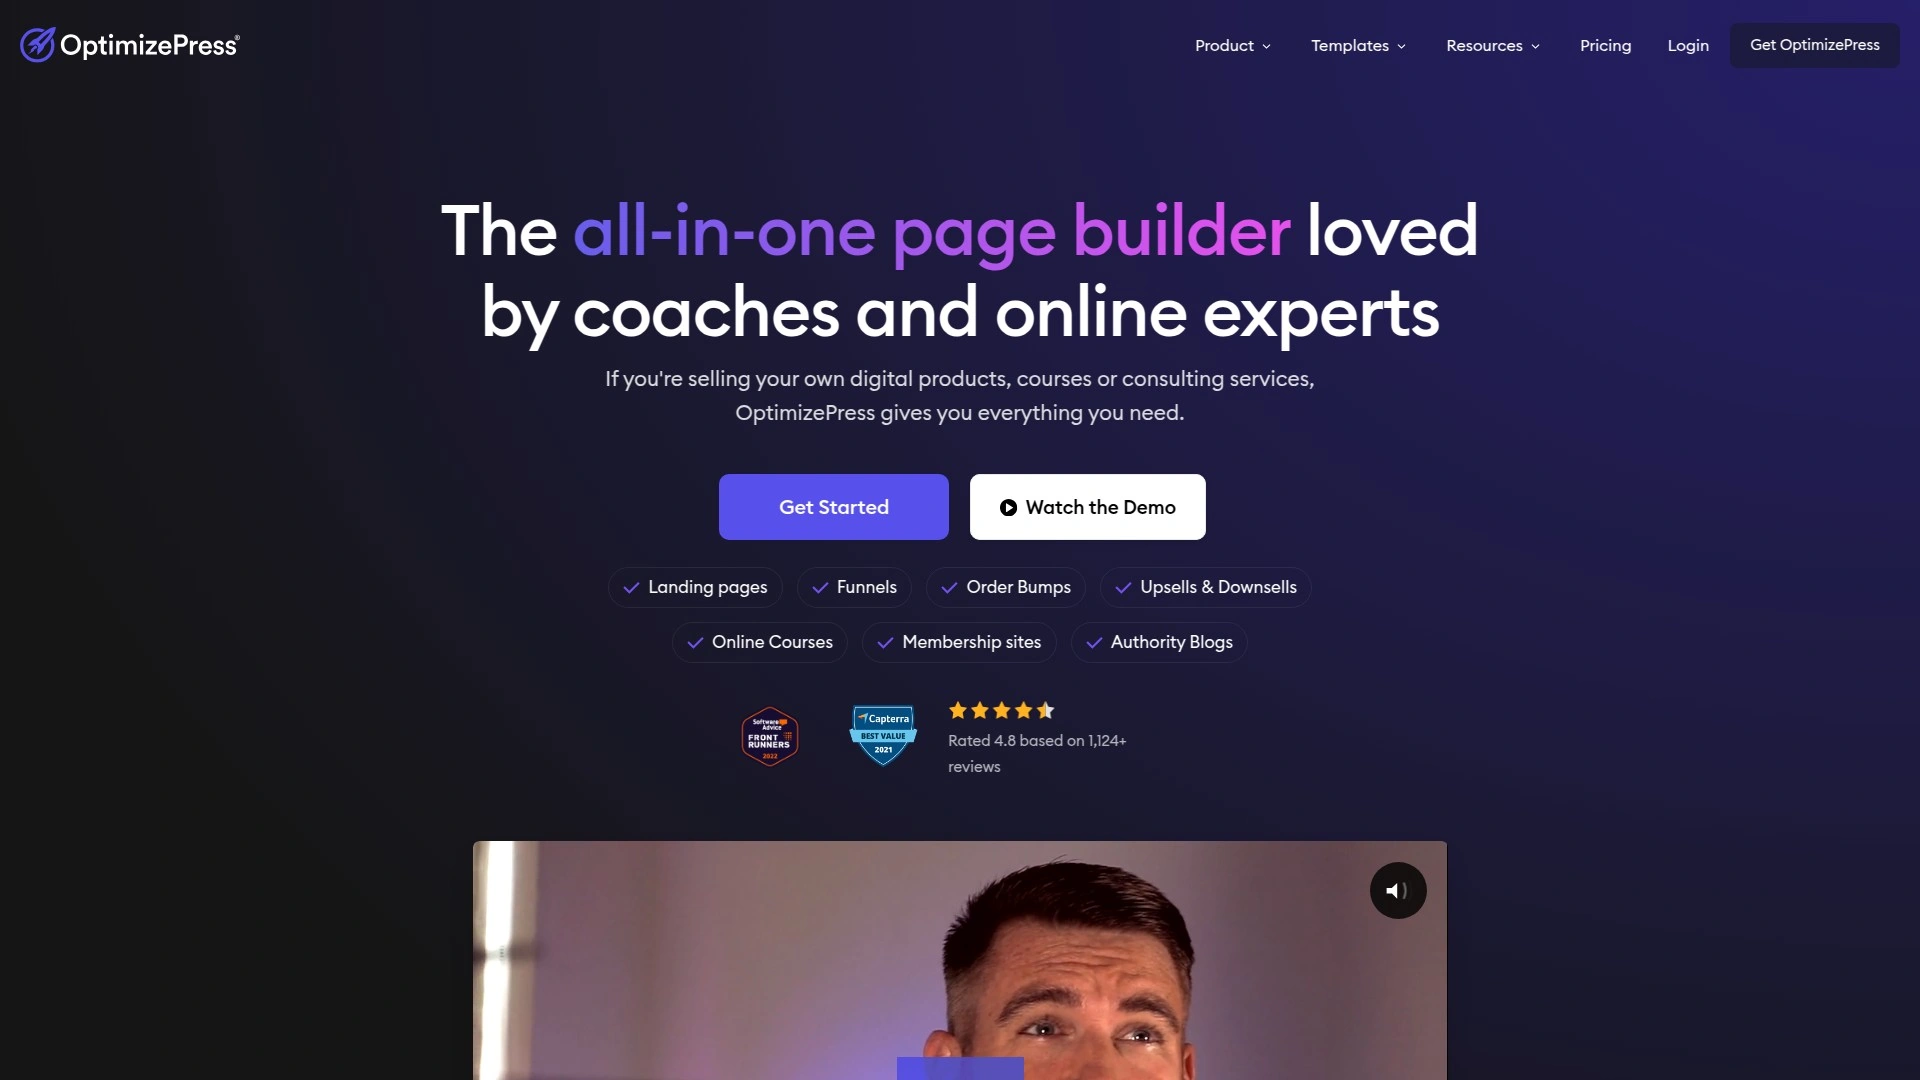 OptimizePress®
Product
Templates
Resources
Pricing
Login
Get OptimizePress
The all-in-one page builder loved
by coaches and online experts
If you're selling your own digital products, courses or consulting services,
OptimizePress gives you everything you need.
Get Started
Watch the Demo
Landing pages
Funnels
Order Bumps
Upsells & Downsells
Online Courses
Membership sites
Authority Blogs
Software
Advice
FRONT
RUNNERS
2022
Capterra
BEST VALUE
2021
Rated 4.8 based on 1,124+
reviews